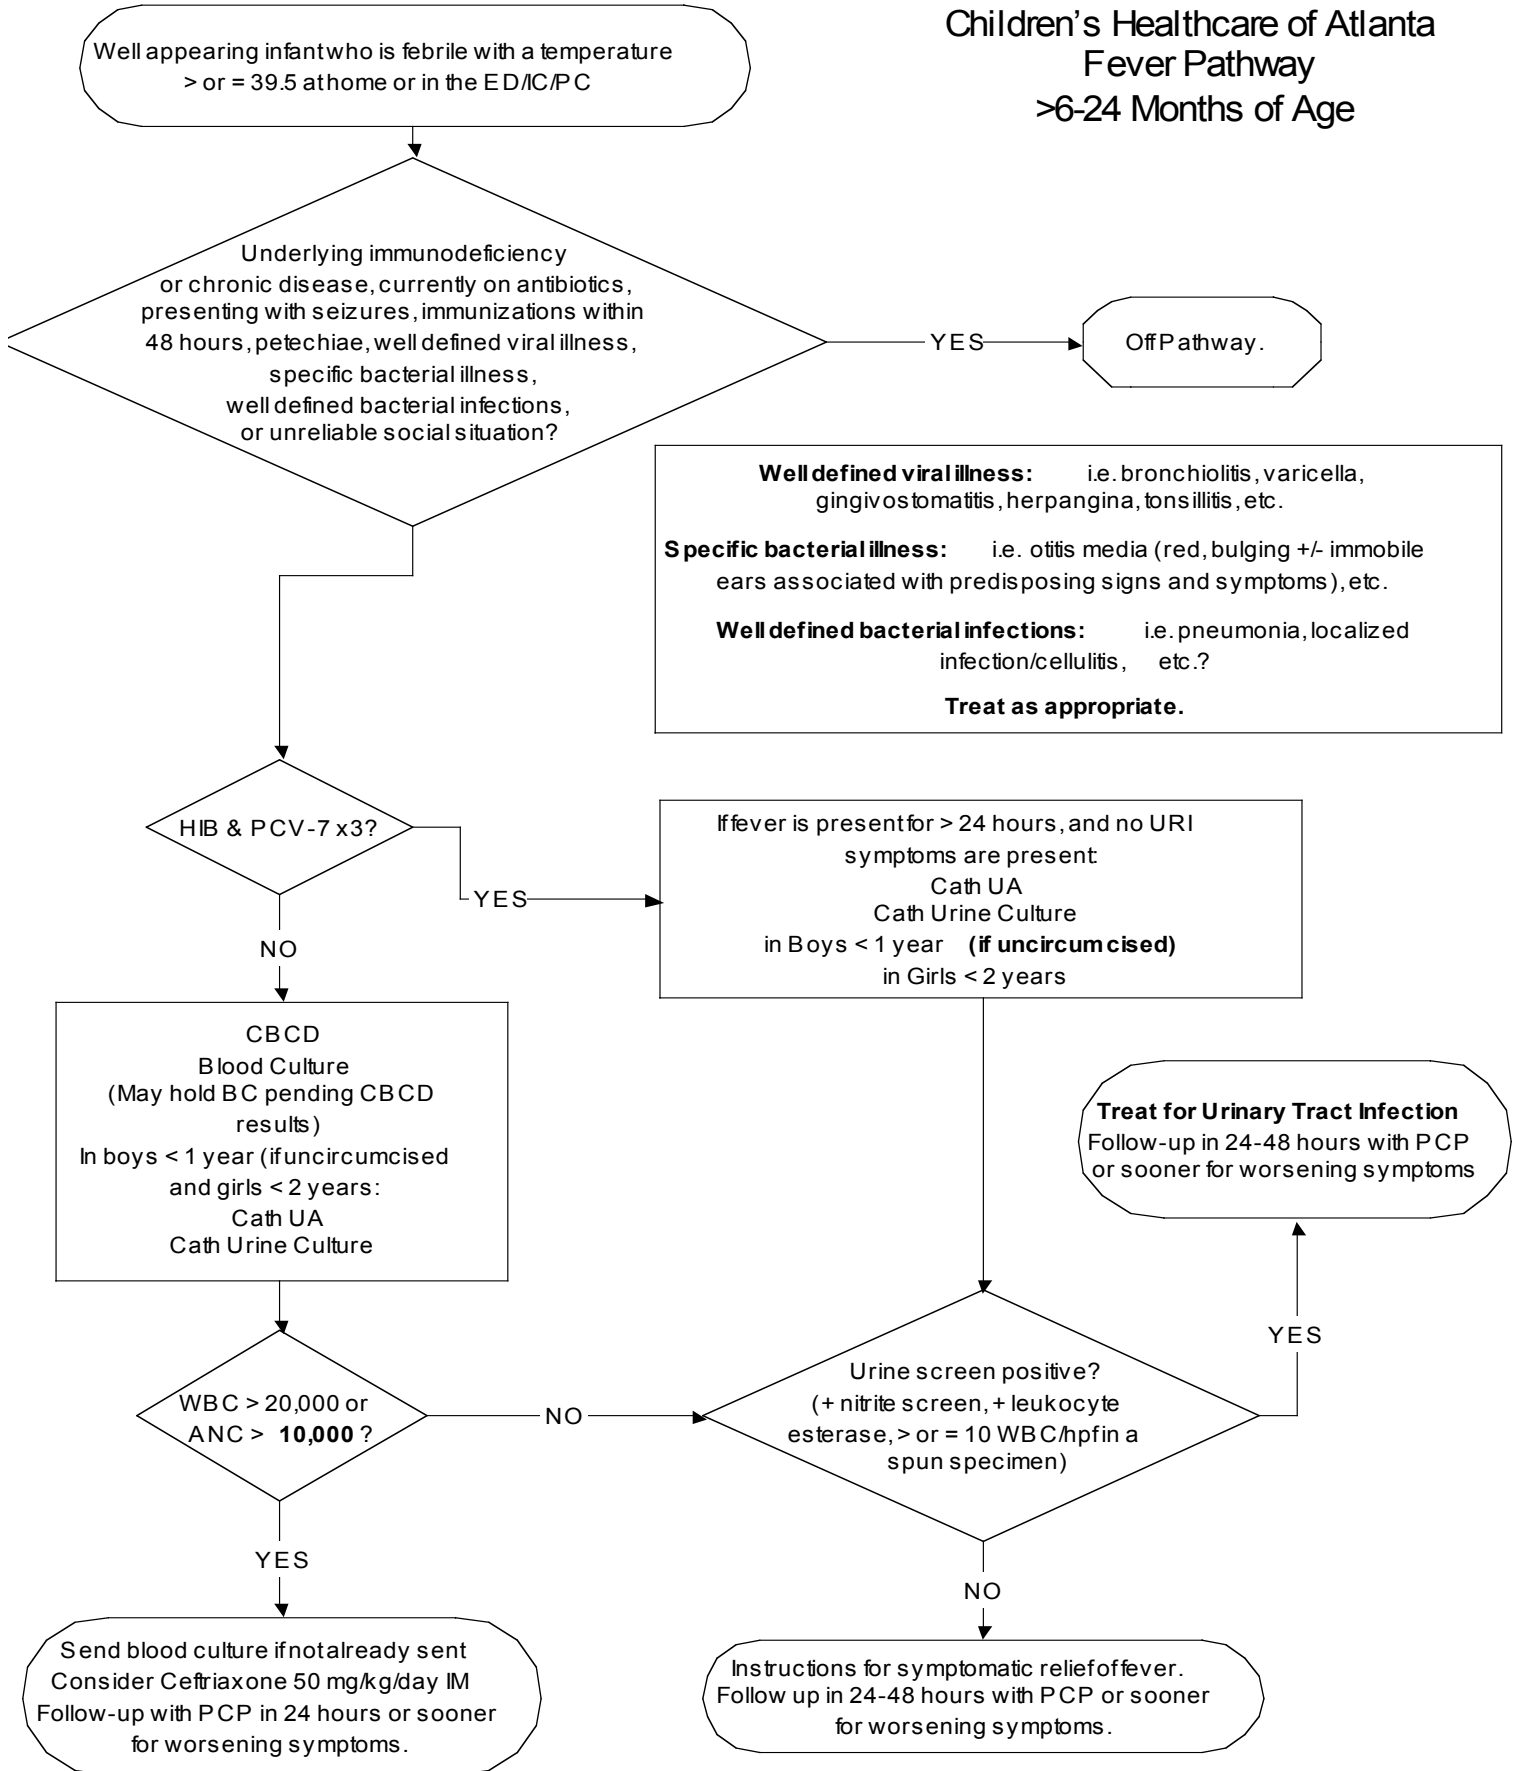 Children's Healthcare of Atlanta
Fever Pathway
>6-24 Months of Age
Well appearing infant who is febrile with a temperature
> or = 39.5 at home or in the ED/IC/PC
Underlying immunodeficiency
or chronic disease, currently on antibiotics,
presenting with seizures, immunizations within
48 hours, petechiae, well defined viral illness,
specific bacterial illness,
well defined bacterial infections,
or unreliable social situation?
YES
Off Pathway.
Well defined viral illness: i.e. bronchiolitis, varicella,
gingivostomatitis, herpangina, tonsillitis, etc.
Specific bacterial illness: i.e. otitis media (red, bulging +/- immobile
ears associated with predisposing signs and symptoms), etc.
Well defined bacterial infections: i.e. pneumonia, localized
infection/cellulitis, etc.?
Treat as appropriate.
HIB & PCV-7 x3?
YES
If fever is present for > 24 hours, and no URI
symptoms are present:
Cath UA
Cath Urine Culture
in Boys < 1 year (if uncircumcised)
in Girls < 2 years
NO
CBCD
Blood Culture
(May hold BC pending CBCD
results)
In boys < 1 year (if uncircumcised
and girls < 2 years:
Cath UA
Cath Urine Culture
Treat for Urinary Tract Infection
Follow-up in 24-48 hours with PCP
or sooner for worsening symptoms
YES
WBC > 20,000 or
ANC > 10,000 ?
NO
Urine screen positive?
(+ nitrite screen, + leukocyte
esterase, > or = 10 WBC/hpf in a
spun specimen)
YES
NO
Send blood culture if not already sent
Consider Ceftriaxone 50 mg/kg/day IM
Follow-up with PCP in 24 hours or sooner
for worsening symptoms.
Instructions for symptomatic relief of fever.
Follow up in 24-48 hours with PCP or sooner
for worsening symptoms.